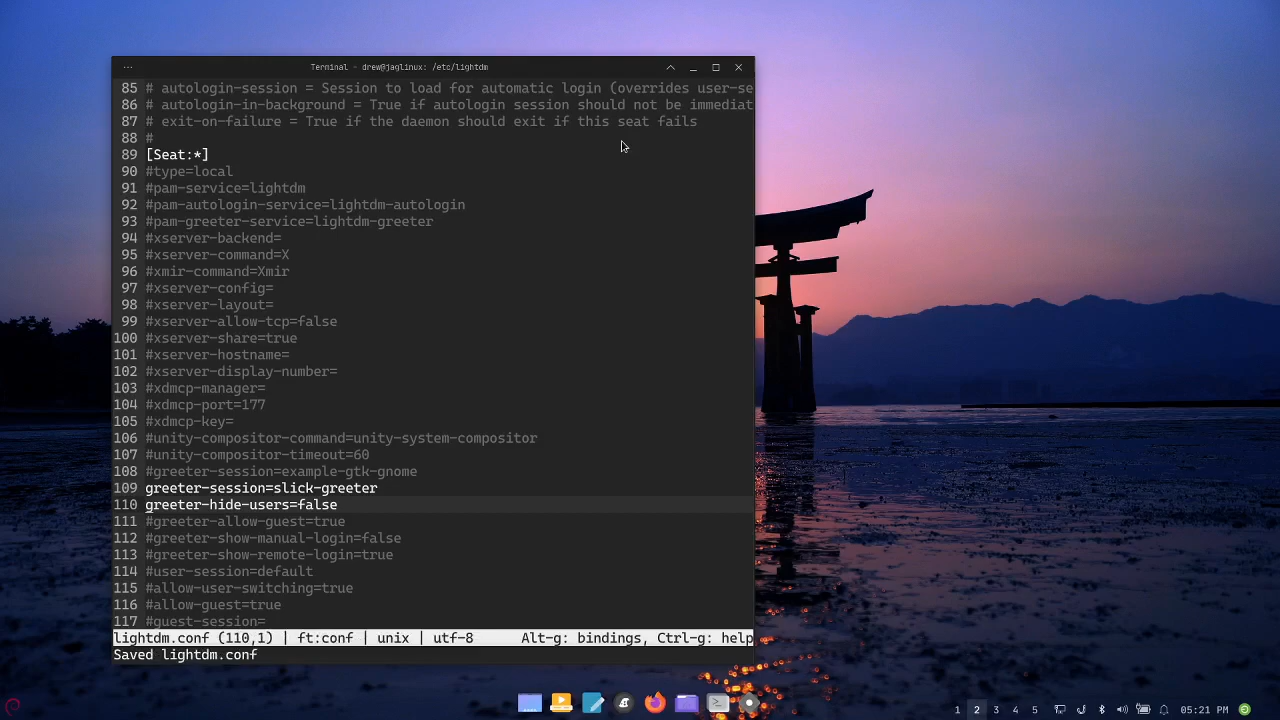 Terminal - drew@jaglinux: /etc/lightdm
85 # autologin-session = Session to load for automatic login (overrides user-se
86 # autologin-in-background = True if autologin session should not be immediat
87 # exit-on-failure = True if the daemon should exit if this seat fails
88 #
89 [Seat:*]
90 #type=local
91 #pam-service=lightdm
92 #pam-autologin-service=lightdm-autologin
93 #pam-greeter-service=lightdm-greeter
94 #xserver-backend=
95 #xserver-command=X
96 #xmir-command=Xmir
97 #xserver-config=
98 #xserver-layout=
99 #xserver-allow-tcp=false
100 #xserver-share=true
101 #xserver-hostname=
102 #xserver-display-number=
103 #xdmcp-manager=
104 #xdmcp-port=177
105 #xdmcp-key=
106 #unity-compositor-command=unity-system-compositor
107 #unity-compositor-timeout=60
108 #greeter-session=example-gtk-gnome
109 greeter-session=slick-greeter
110 greeter-hide-users=false
111 #greeter-allow-guest=true
112 #greeter-show-manual-login=false
113 #greeter-show-remote-login=true
114 #user-session=default
115 #allow-user-switching=true
116 #allow-guest=true
117 #guest-session=
lightdm.conf (110,1) | ft:conf | unix | utf-8 Alt-g: bindings, Ctrl-g: help
Saved lightdm.conf
1 2 3 4 5 05:21 PM